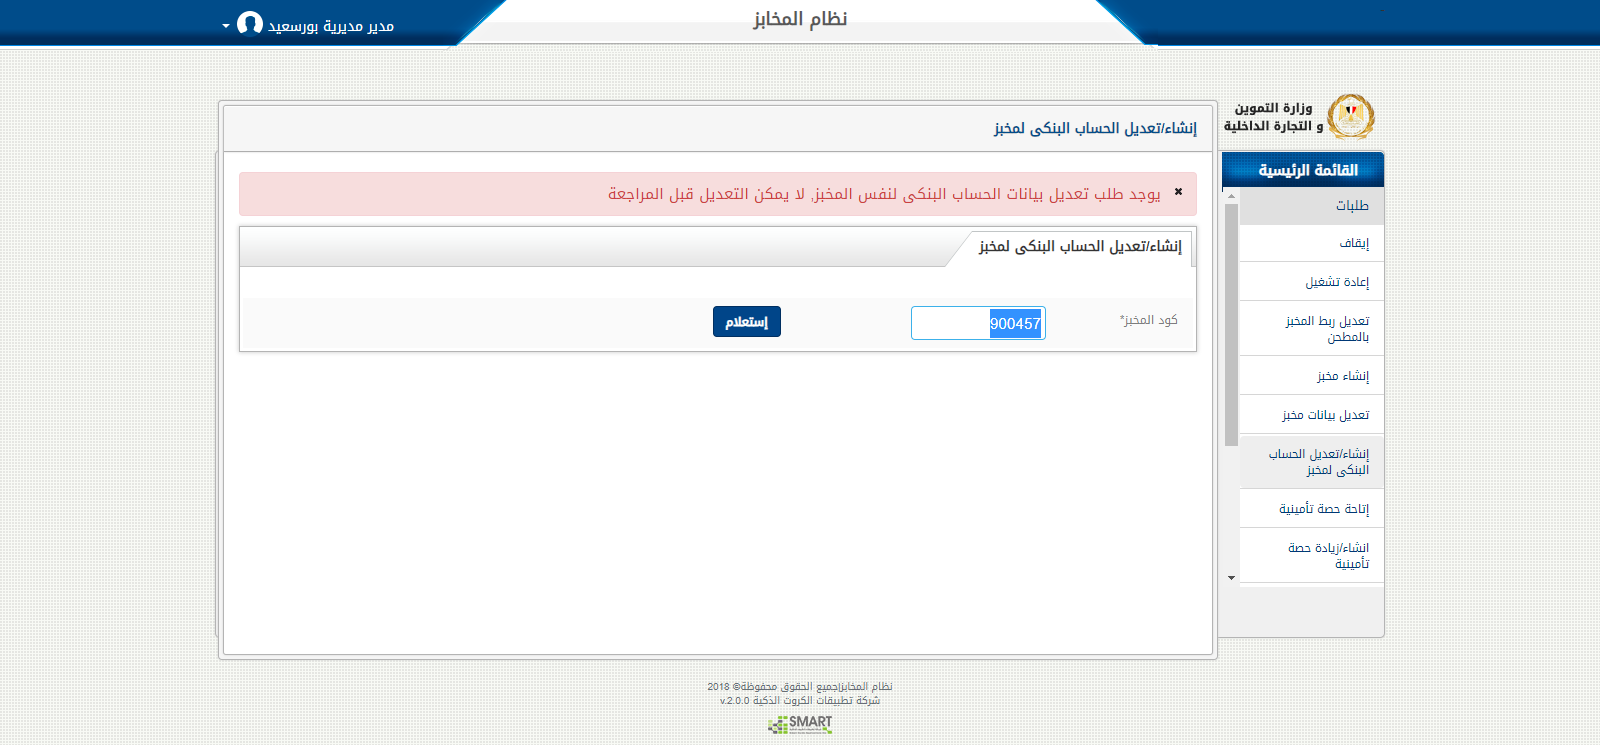 نظام المخابز
مدير مديرية بورسعيد
وزارة التموين
و التجارة الداخلية
القائمة الرئيسية
طلبات
إيقاف
إعادة تشغيل
تعديل ربط المخبز
بالمطحن
إنشاء مخبز
تعديل بيانات مخبز
إنشاء/تعديل الحساب
البنكى لمخبز
إتاحة حصة تأمينية
انشاء/زيادة حصة
تأمينية
إنشاء/تعديل الحساب البنكى لمخبز
يوجد طلب تعديل بيانات الحساب البنكى لنفس المخبز, لا يمكن التعديل قبل المراجعة
إنشاء/تعديل الحساب البنكى لمخبز
كود المخبز*
900457
إستعلام
نظام المخابز|جميع الحقوق محفوظة© 2018
شركة تطبيقات الكروت الذكية v.2.0.0
SMART